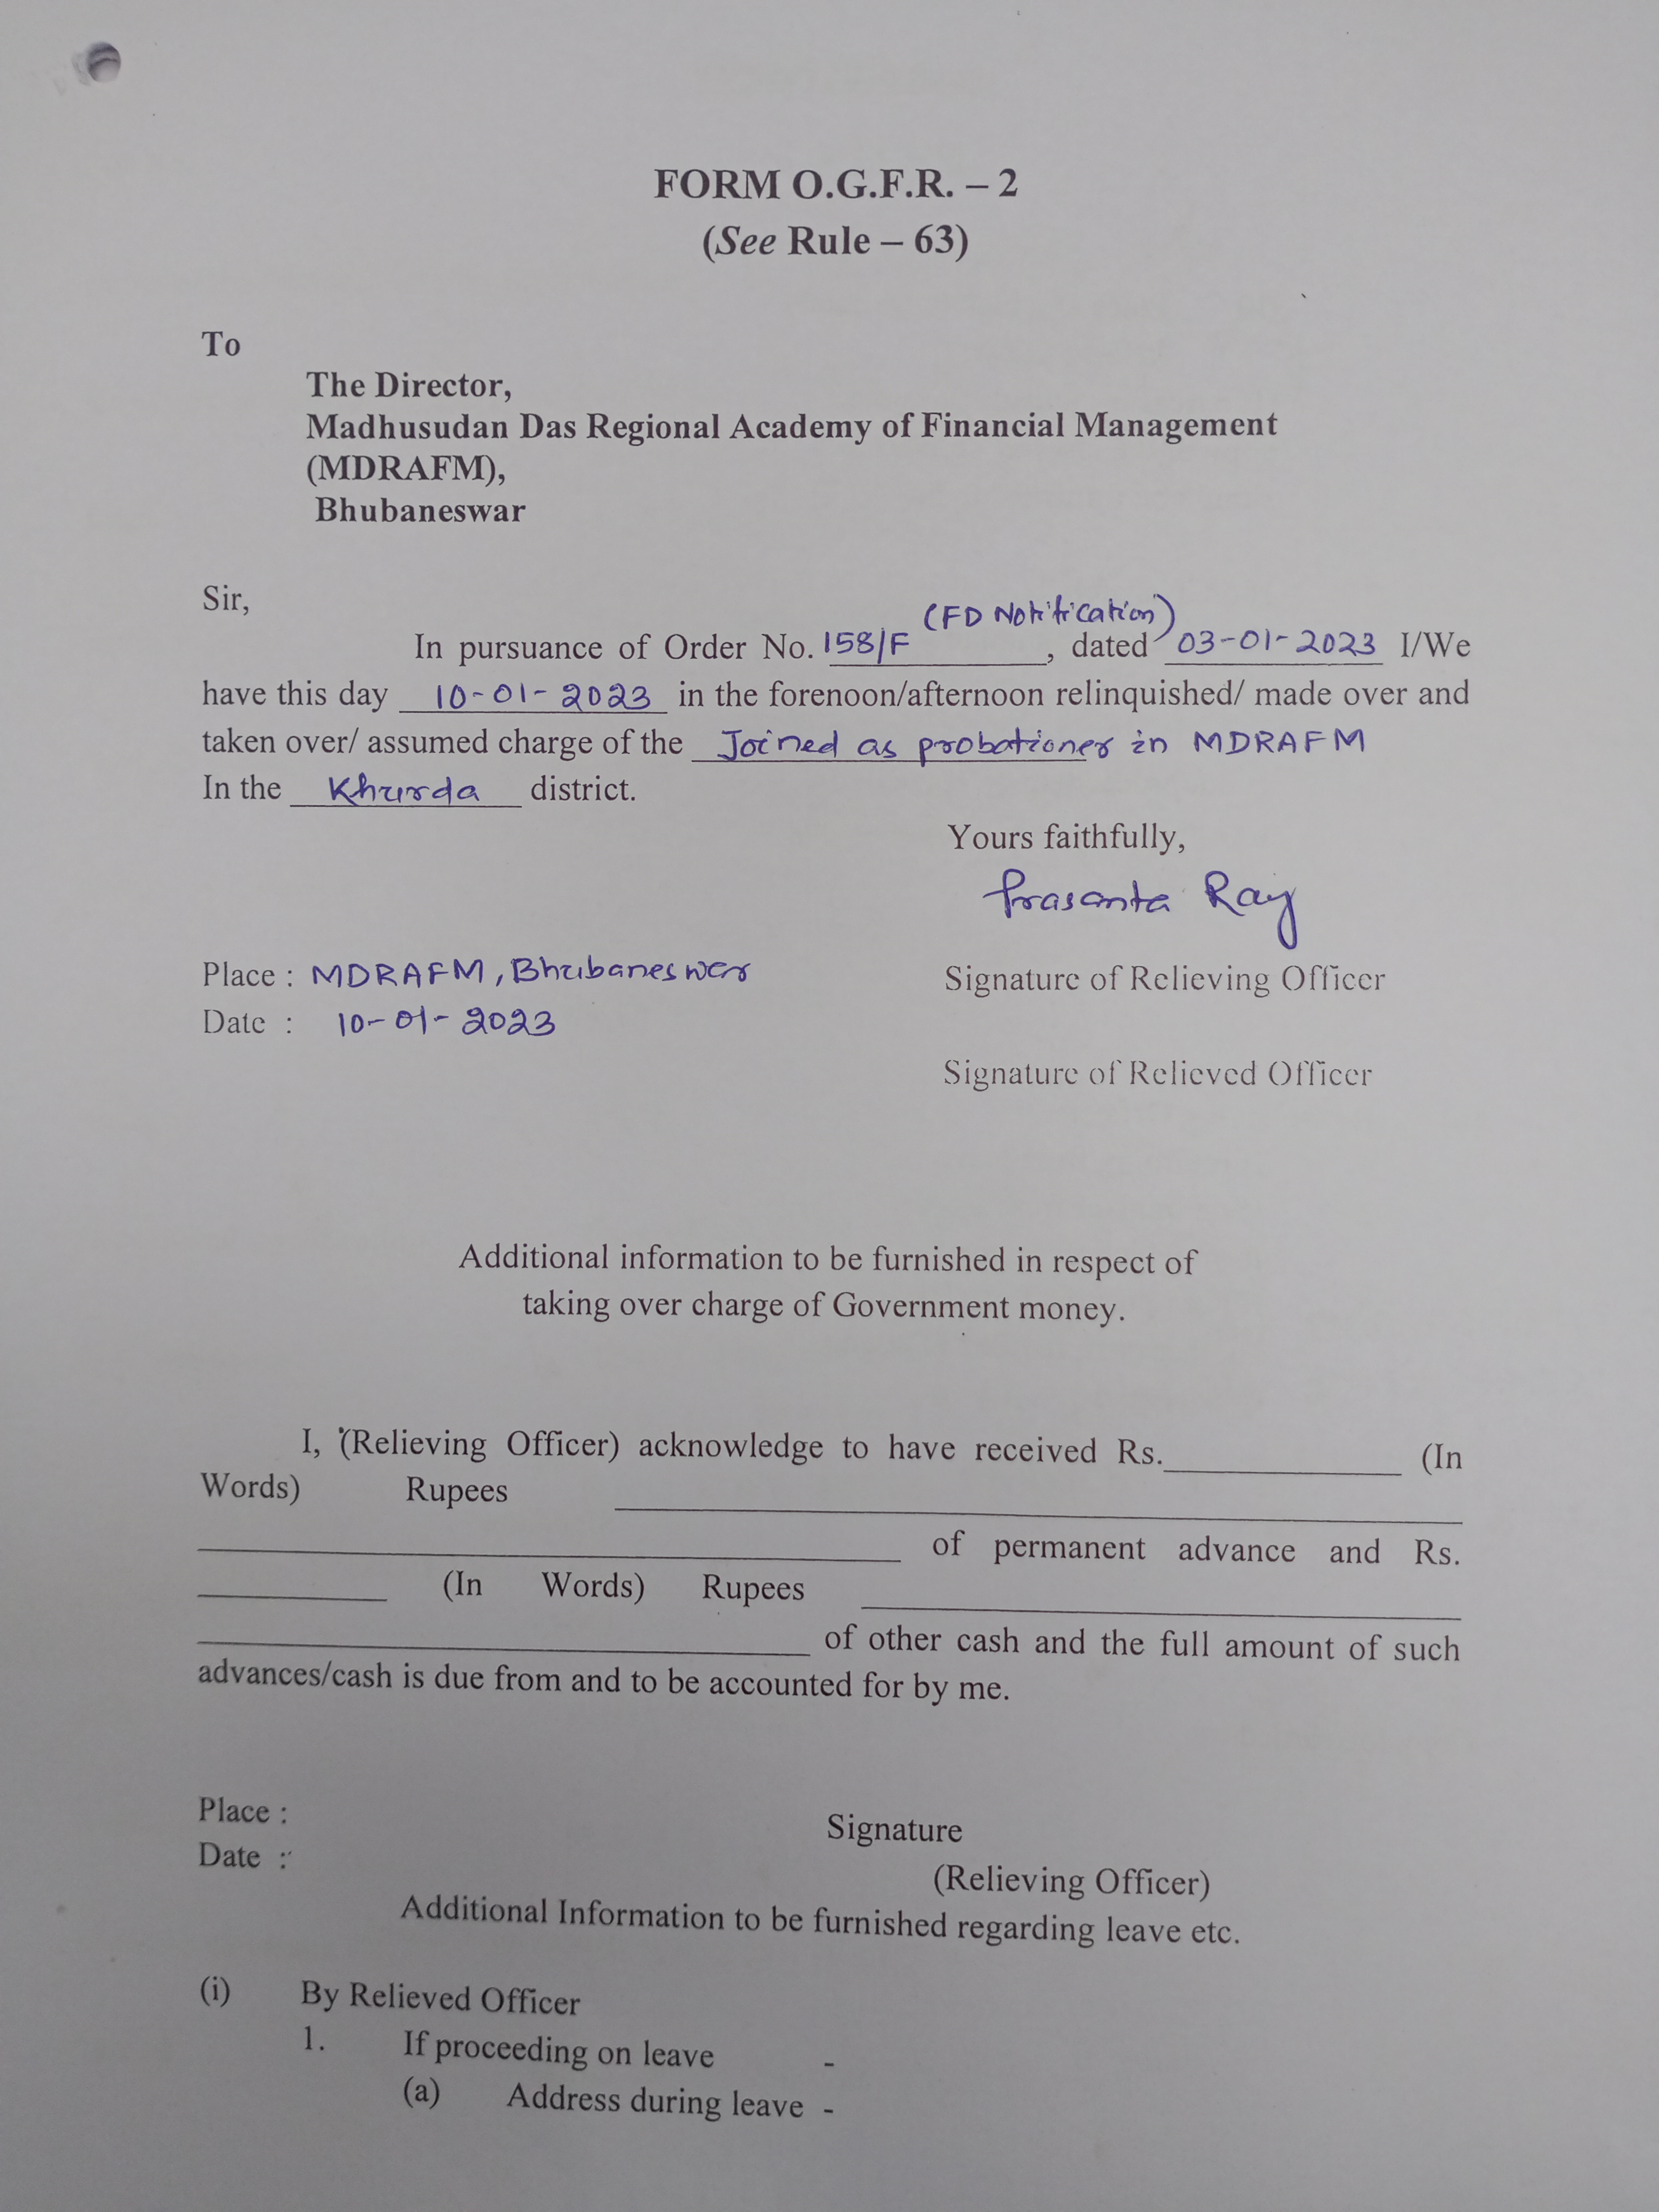 FORM O.G.F.R. – 2
(See Rule – 63)
To
The Director,
Madhusudan Das Regional Academy of Financial Management
(MDRAFM),
Bhubaneswar
Sir,
(FD Notification)
In pursuance of Order No. 158/F, dated 03-01-2023 I/We
have this day 10-01-2023 in the forenoon/afternoon relinquished/ made over and
taken over/ assumed charge of the Joined as probationer in MDRAFM
In the Khurda district.
Yours faithfully,
Prasanta Ray
Place : MDRAFM, Bhubaneswar
Signature of Relieving Officer
Date : 10-01-2023
Signature of Relieved Officer
Additional information to be furnished in respect of
taking over charge of Government money.
I, (Relieving Officer) acknowledge to have received Rs.____________ (In
Words) Rupees ____________
____________ of permanent advance and Rs.
____________ (In Words) Rupees ____________
____________ of other cash and the full amount of such
advances/cash is due from and to be accounted for by me.
Place :
Signature
Date :
(Relieving Officer)
Additional Information to be furnished regarding leave etc.
(i) By Relieved Officer
1. If proceeding on leave -
(a) Address during leave -